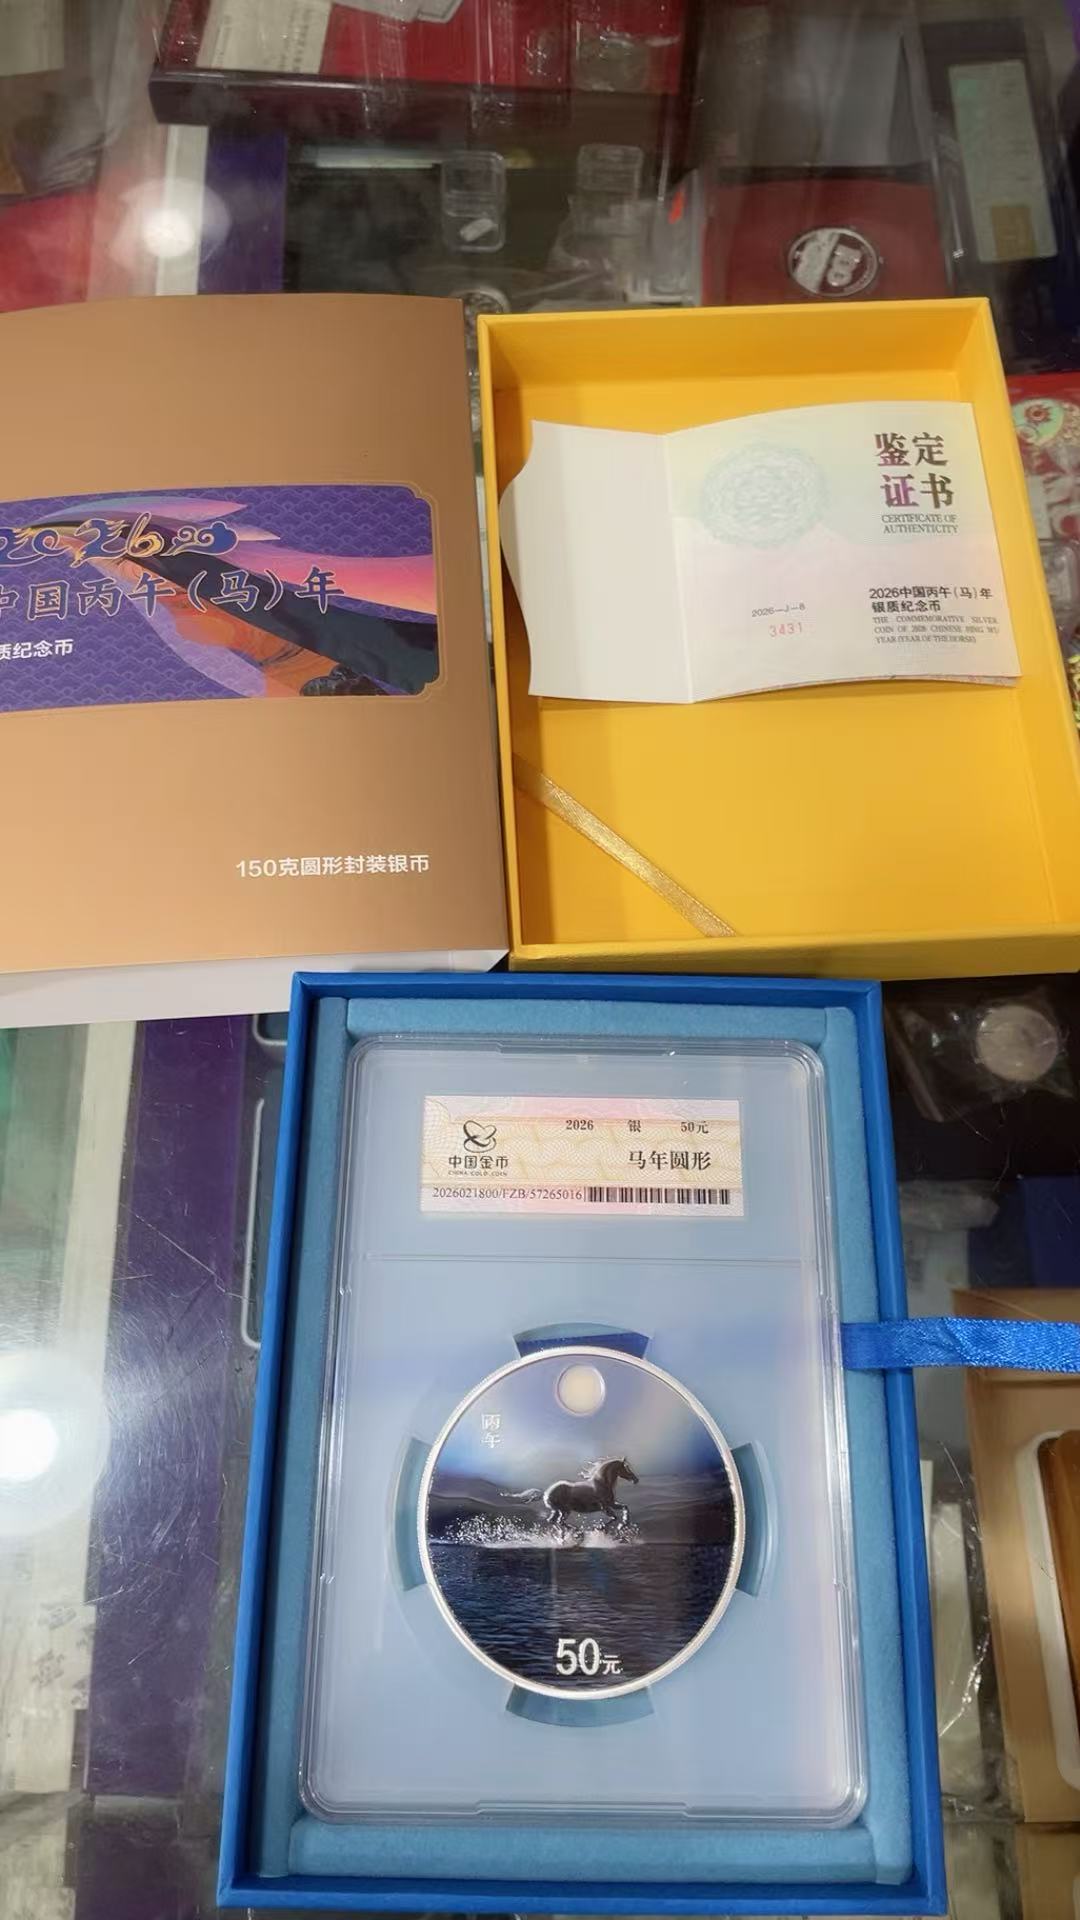 2026
中国丙午(马)年
质纪念币
150克圆形封装银币
鉴定
证书
CERTIFICATE OF
AUTHENTICITY
2026中国丙午(马)年
银质纪念币
THE COMMEMORATIVE SILVER
COIN OF 2026 CHINESE BING WU
YEAR (YEAR OF THE HORSE)
2026-J-8
3431
中国金币
CHINA GOLD COIN
2026 银 50元
马年圆形
2026021800/FZB/57265016
丙午
50元